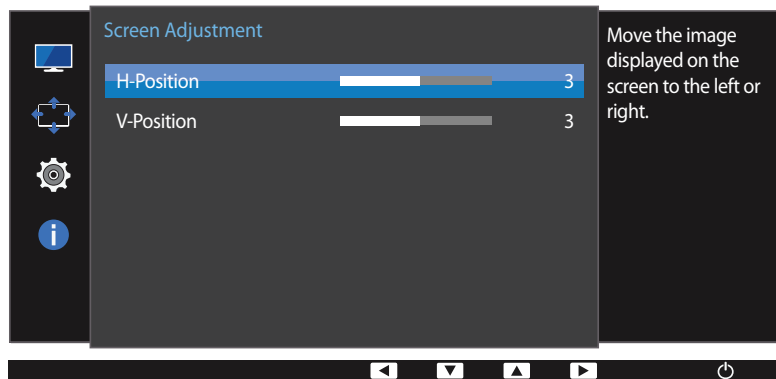 Screen Adjustment
H-Position 3
V-Position 3
Move the image
displayed on the
screen to the left or
right.
i